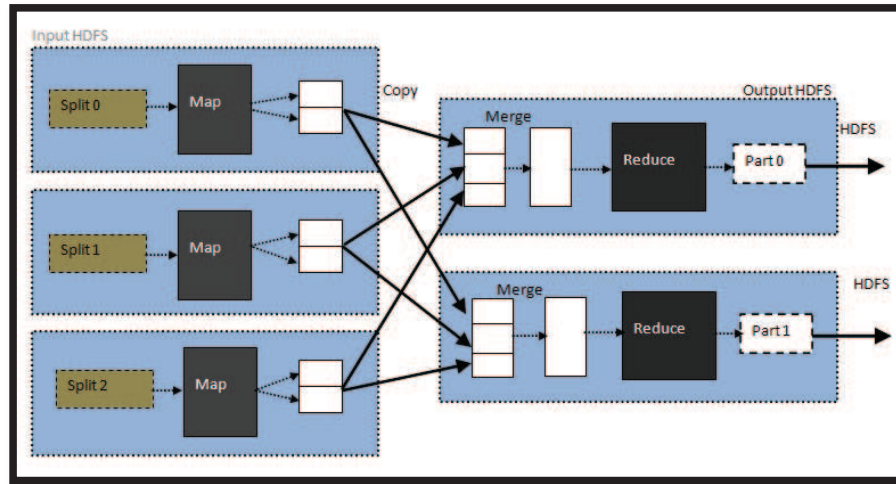 Input HDFS
Split 0
Map
Copy
Split 1
Map
Split 2
Map
Output HDFS
Merge
Reduce
Part 0
HDFS
Merge
Reduce
Part 1
HDFS